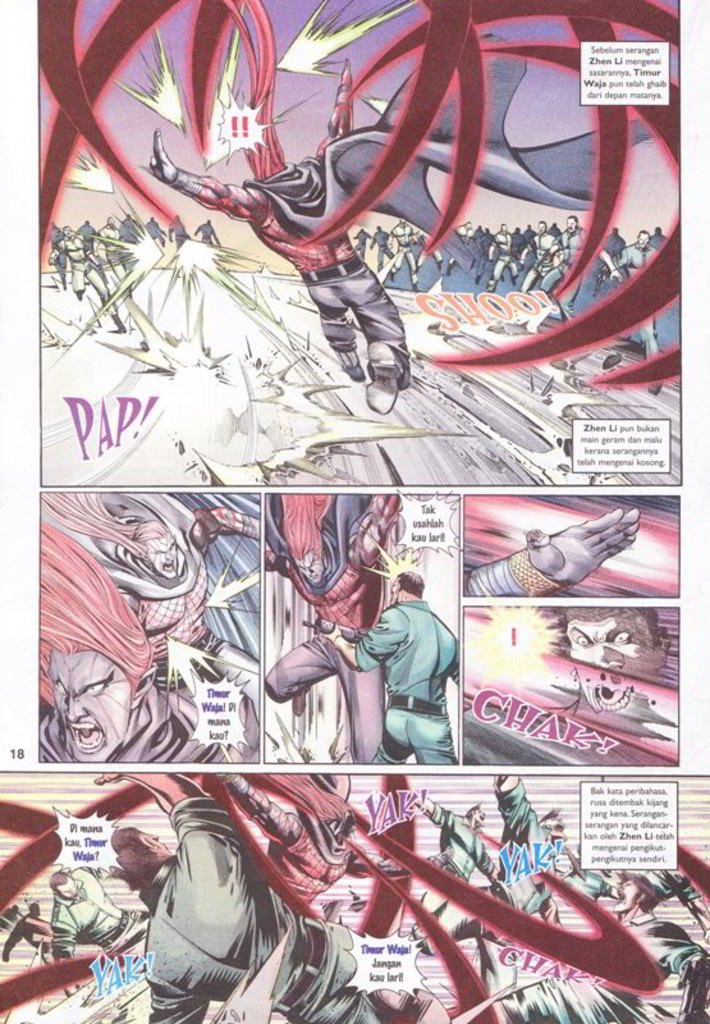 Sebelum serangan
Zhen Li mengenai
sasarannya, Timur
Waja pun telah ghaib
dari depan matanya.
!!
SHOO!
PAP!
Zhen Li pun bukan
main geram dan malu
kerana serangannya
telah mengenai kosong.
Timur
Waja! Di
mana
kau?
Tak
usahlah
kau lari!!
!
CHAK!
18
Di mana
kau, Timur
Waja?
YAK!
YAK!
Bak kata peribahasa,
rusa ditembak kijang
yang kena. Serangan-
serangan yang dilancar-
kan oleh Zhen Li telah
mengenai pengikut-
pengikutnya sendiri.
YAK!
Timur Waja!
Jangan
kau lari!
CHAK!